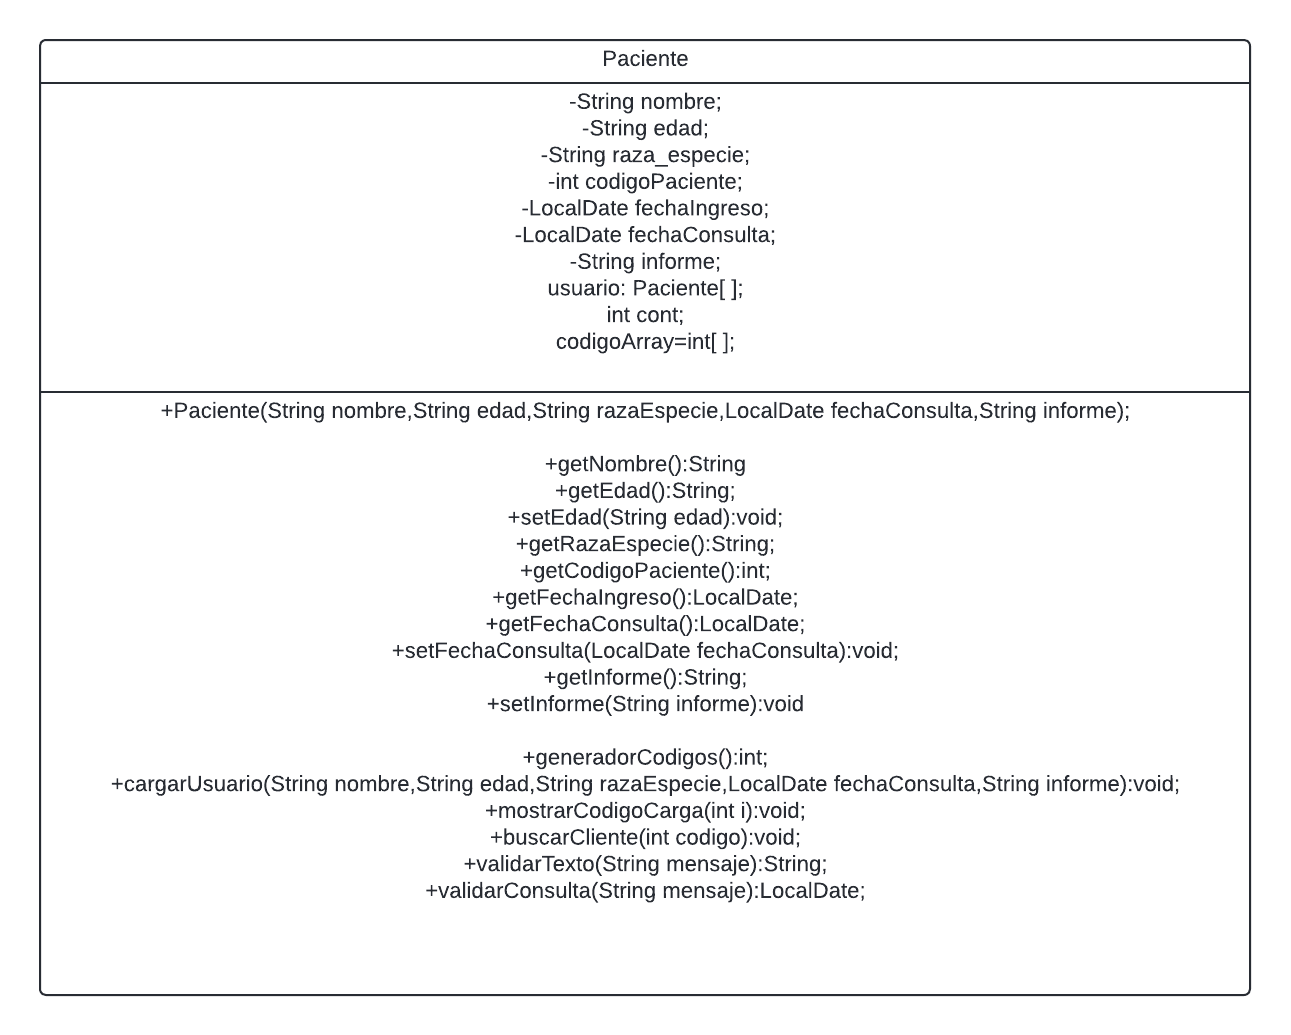 Paciente
-String nombre;
-String edad;
-String raza_especie;
-int codigoPaciente;
-LocalDate fechaIngreso;
-LocalDate fechaConsulta;
-String informe;
usuario: Paciente[ ];
int cont;
codigoArray=int[ ];
+Paciente(String nombre,String edad,String razaEspecie,LocalDate fechaConsulta,String informe);
+getNombre():String
+getEdad():String;
+setEdad(String edad):void;
+getRazaEspecie():String;
+getCodigoPaciente():int;
+getFechaIngreso():LocalDate;
+getFechaConsulta():LocalDate;
+setFechaConsulta(LocalDate fechaConsulta):void;
+getInforme():String;
+setInforme(String informe):void
+generadorCodigos():int;
+cargarUsuario(String nombre,String edad,String razaEspecie,LocalDate fechaConsulta,String informe):void;
+mostrarCodigoCarga(int i):void;
+buscarCliente(int codigo):void;
+validarTexto(String mensaje):String;
+validarConsulta(String mensaje):LocalDate;